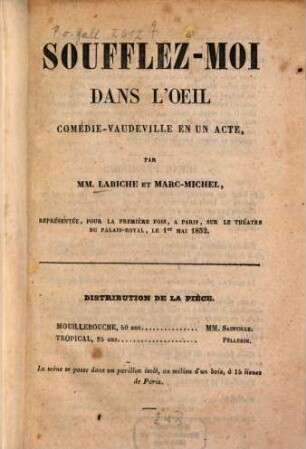 P. o. gall 2612 f
SOUFFLEZ-MOI
DANS L'OEIL
COMÉDIE-VAUDEVILLE EN UN ACTE,
PAR
MM. LABICHE ET MARC-MICHEL,
REPRÉSENTÉE, POUR LA PREMIÈRE FOIS, A PARIS, SUR LE THÉATRE
DU PALAIS-ROYAL, LE 1er MAI 1852.
DISTRIBUTION DE LA PIÈCE.
MOUILLEBOUCHE, 50 ans............... MM. SAINVILLE.
TROPICAL, 25 ans..................... PELLERIN.
La scène se passe dans un pavillon isolé, au milieu d'un bois, à 15 lieues
de Paris.